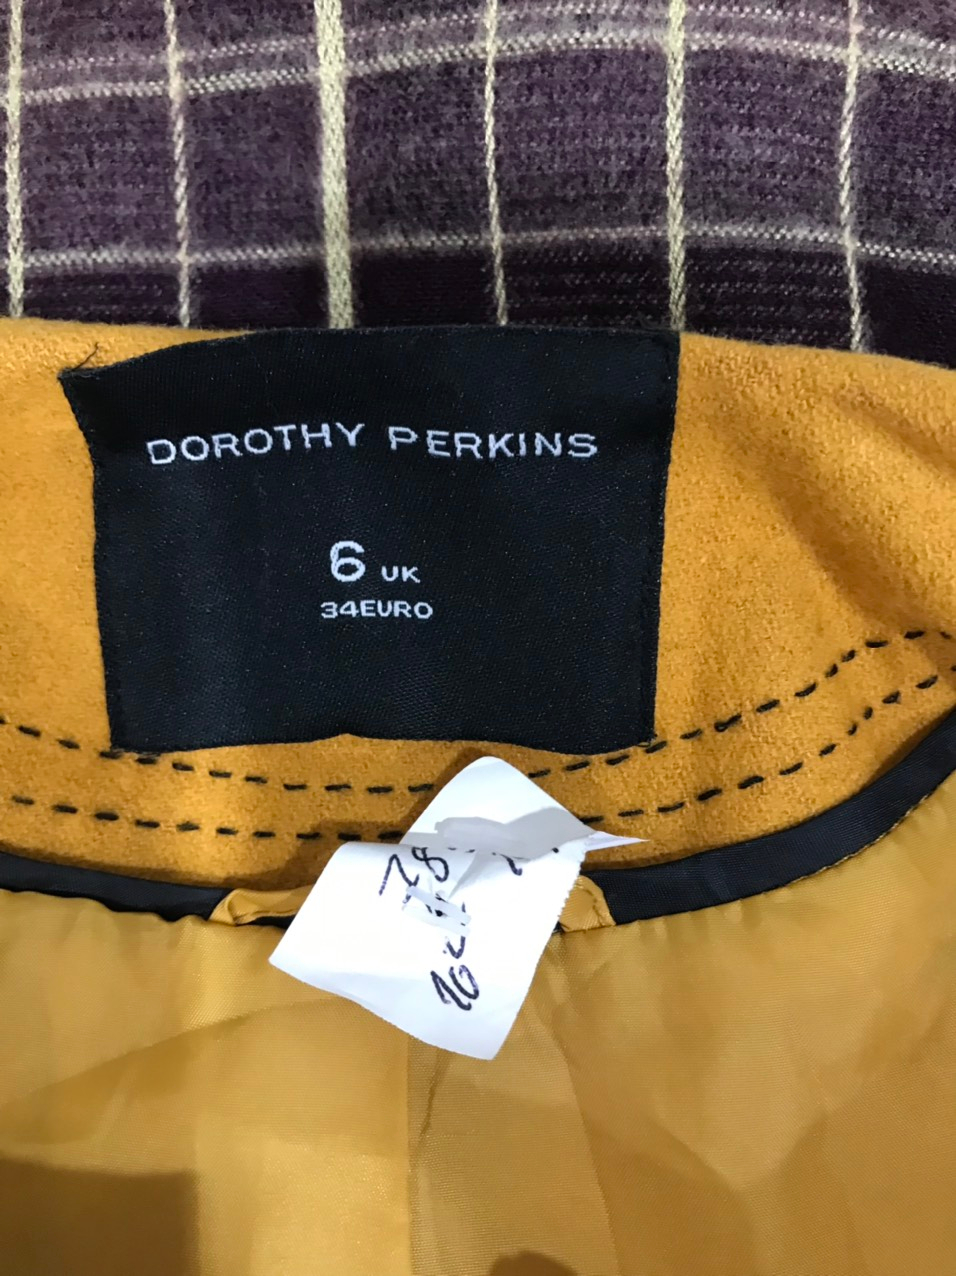 DOROTHY PERKINS
6 UK
34EURO